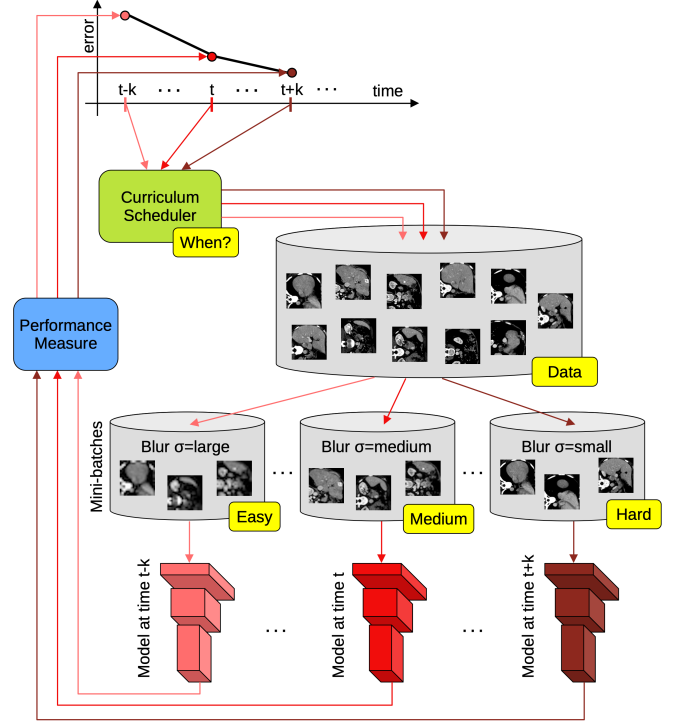 error
t-k ··· t ··· t+k ··· time
Curriculum
Scheduler
When?
Performance
Measure
Data
Mini-batches
Blur σ=large
Easy
···
Blur σ=medium
Medium
···
Blur σ=small
Hard
Model at time t-k
···
Model at time t
···
Model at time t+k